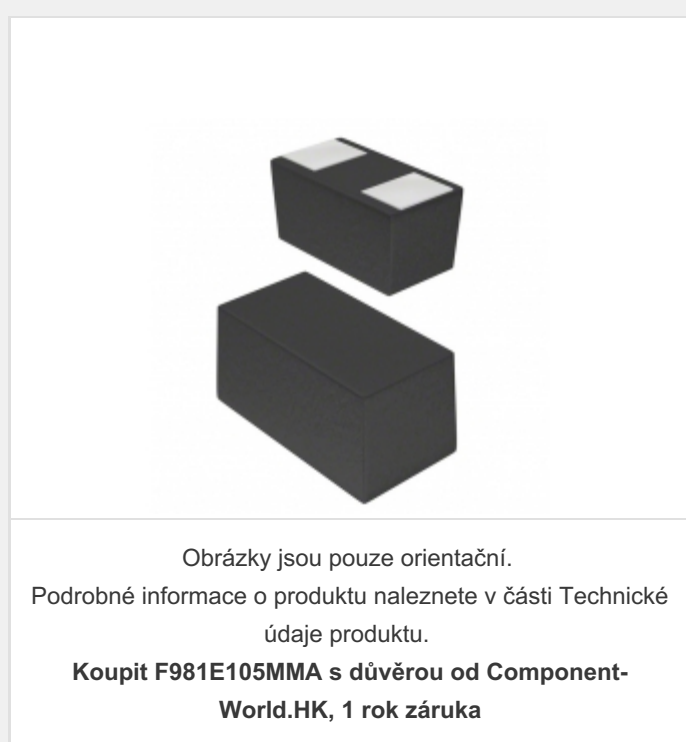 Obrázky jsou pouze orientační.
Podrobné informace o produktu naleznete v části Technické
údaje produktu.
Koupit F981E105MMA s důvěrou od Component-
World.HK, 1 rok záruka